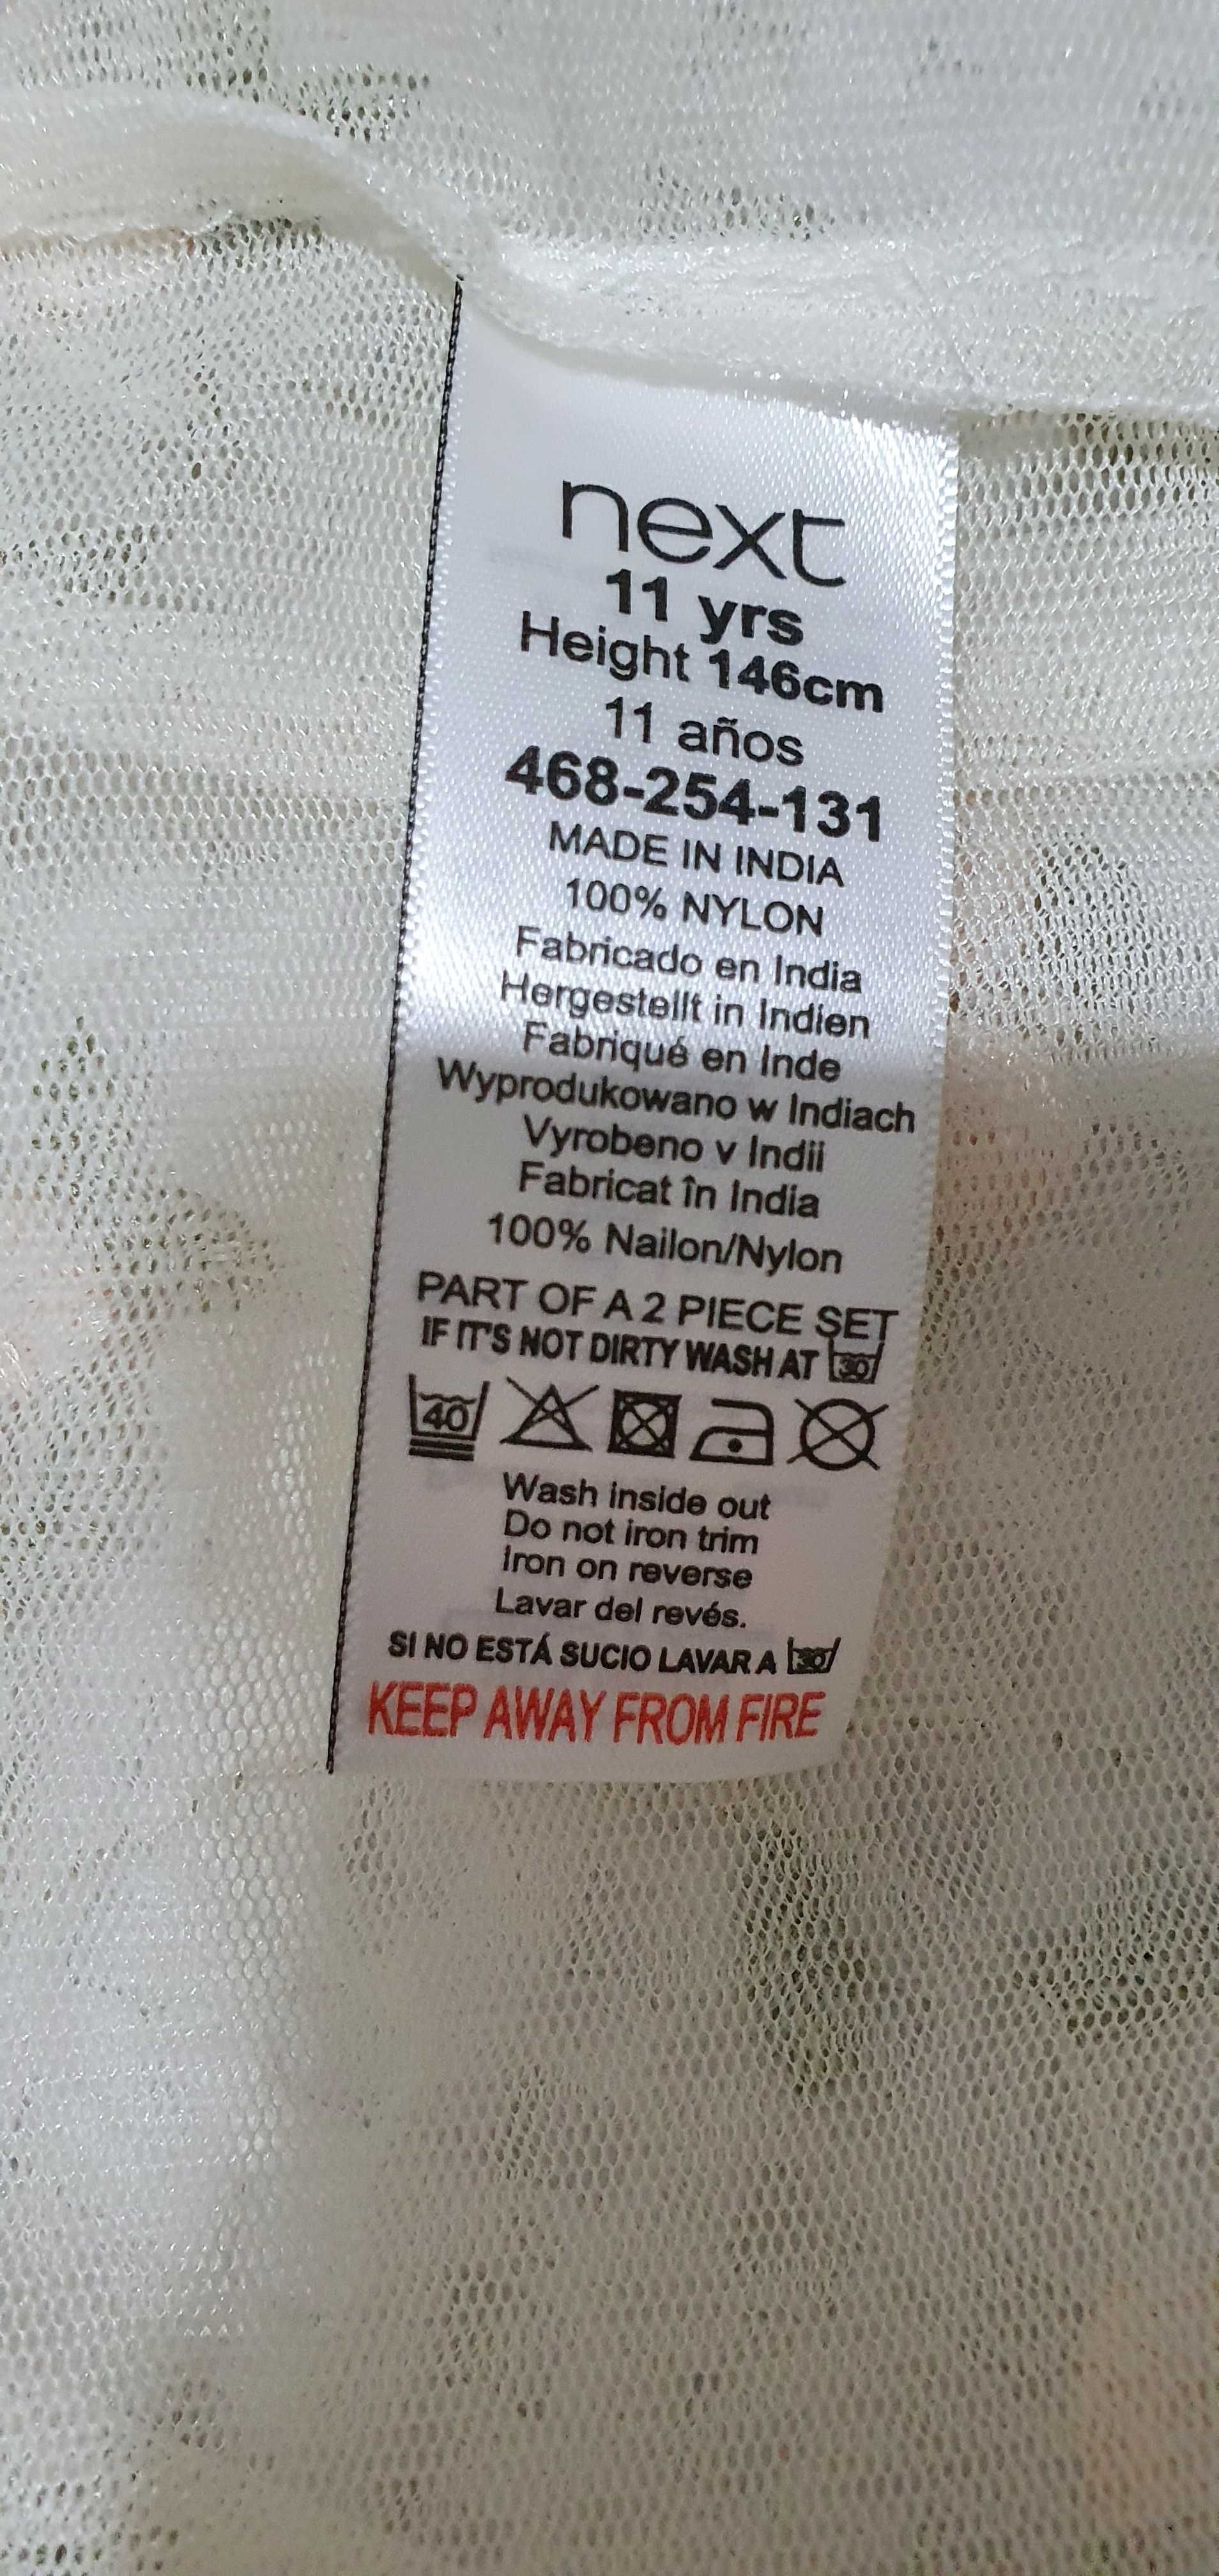 next
11 yrs
Height 146cm
11 años
468-254-131
MADE IN INDIA
100% NYLON
Fabricado en India
Hergestellt in Indien
Fabriqué en Inde
Wyprodukowano w Indiach
Vyrobeno v Indii
Fabricat în India
100% Nailon/Nylon
PART OF A 2 PIECE SET
IF IT'S NOT DIRTY WASH AT 30
40
Wash inside out
Do not iron trim
Iron on reverse
Lavar del revés.
SI NO ESTÁ SUCIO LAVAR A 30
KEEP AWAY FROM FIRE